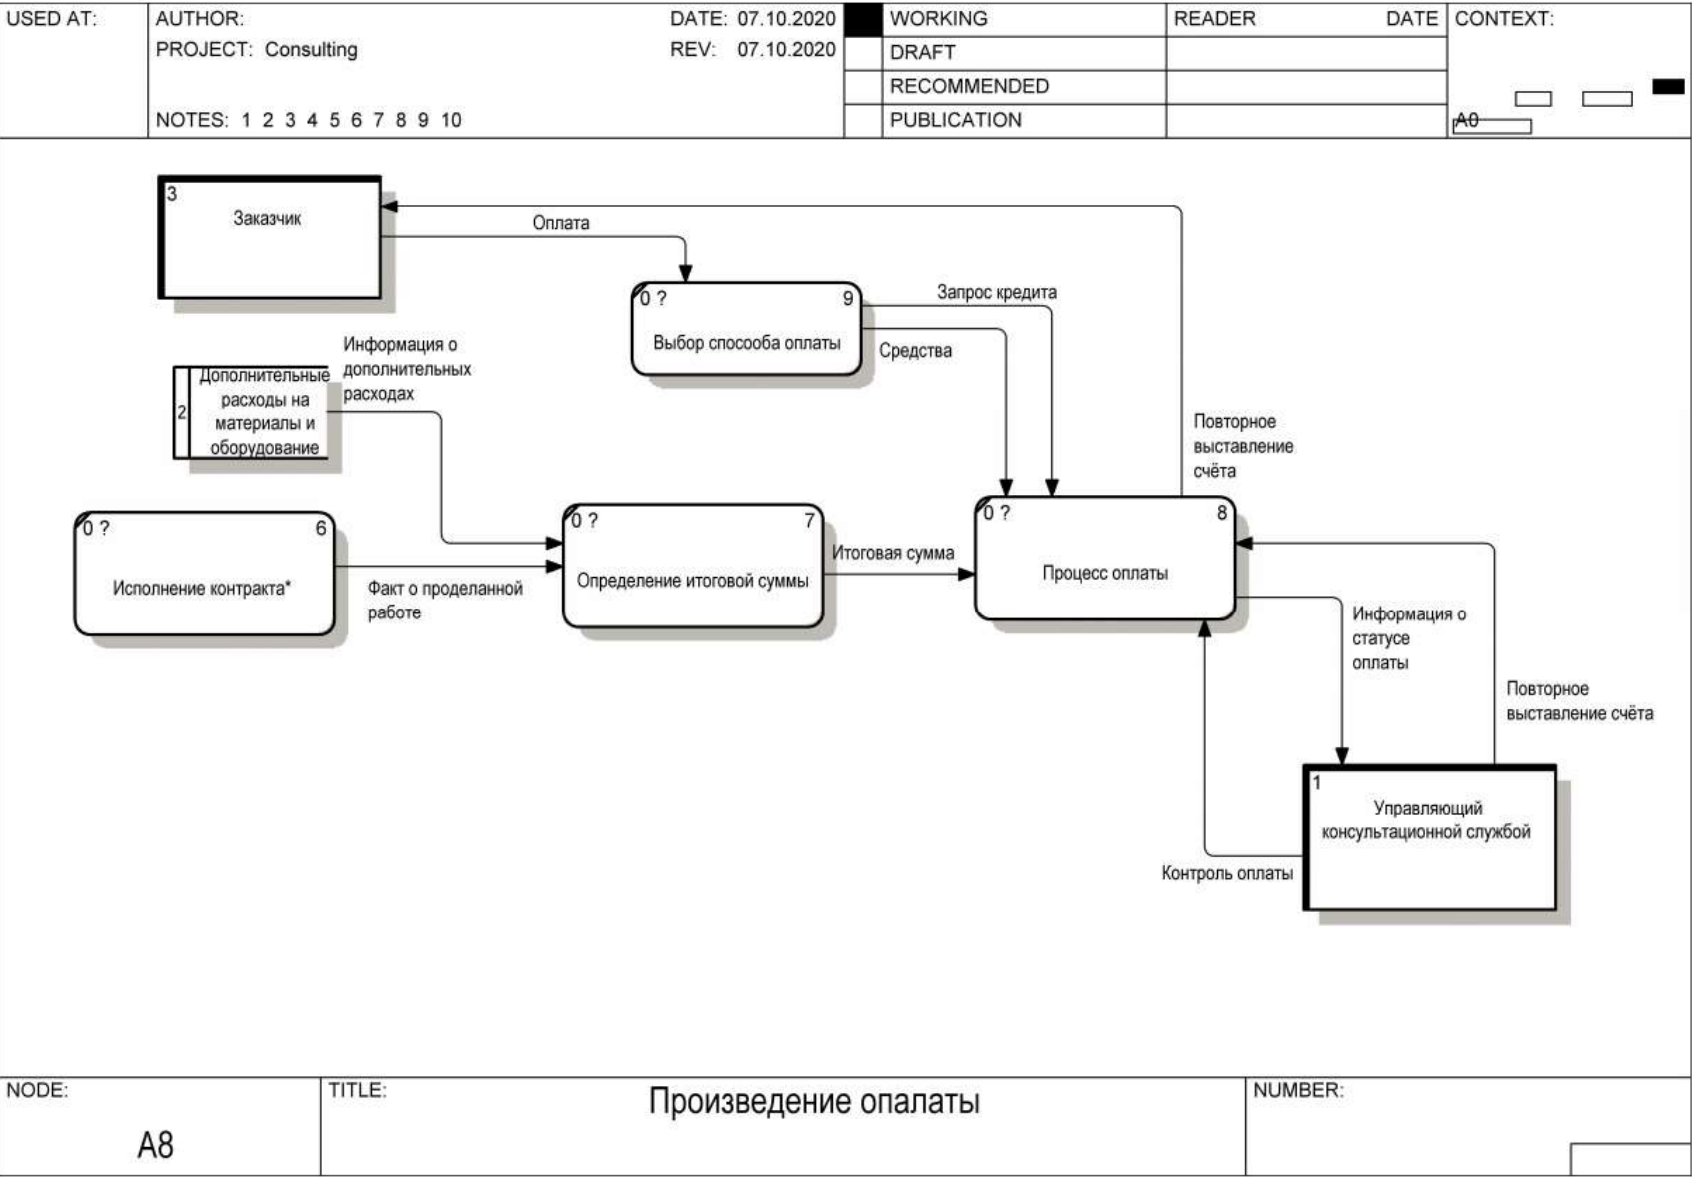 USED AT:
AUTHOR:
DATE: 07.10.2020
PROJECT: Consulting
REV: 07.10.2020
NOTES: 1 2 3 4 5 6 7 8 9 10
WORKING
DRAFT
RECOMMENDED
PUBLICATION
READER
DATE
CONTEXT:
A0
3
Заказчик
Оплата
0 ?
9
Выбор спосооба оплаты
Запрос кредита
Средства
Информация о
дополнительных
расходах
2
Дополнительные
расходы на
материалы и
оборудование
Повторное
выставление
счёта
0 ?
6
Исполнение контракта*
Факт о проделанной
работе
0 ?
7
Определение итоговой суммы
Итоговая сумма
0 ?
8
Процесс оплаты
Информация о
статусе
оплаты
Повторное
выставление счёта
1
Управляющий
консультационной службой
Контроль оплаты
NODE:
A8
TITLE:
Произведение опалаты
NUMBER: